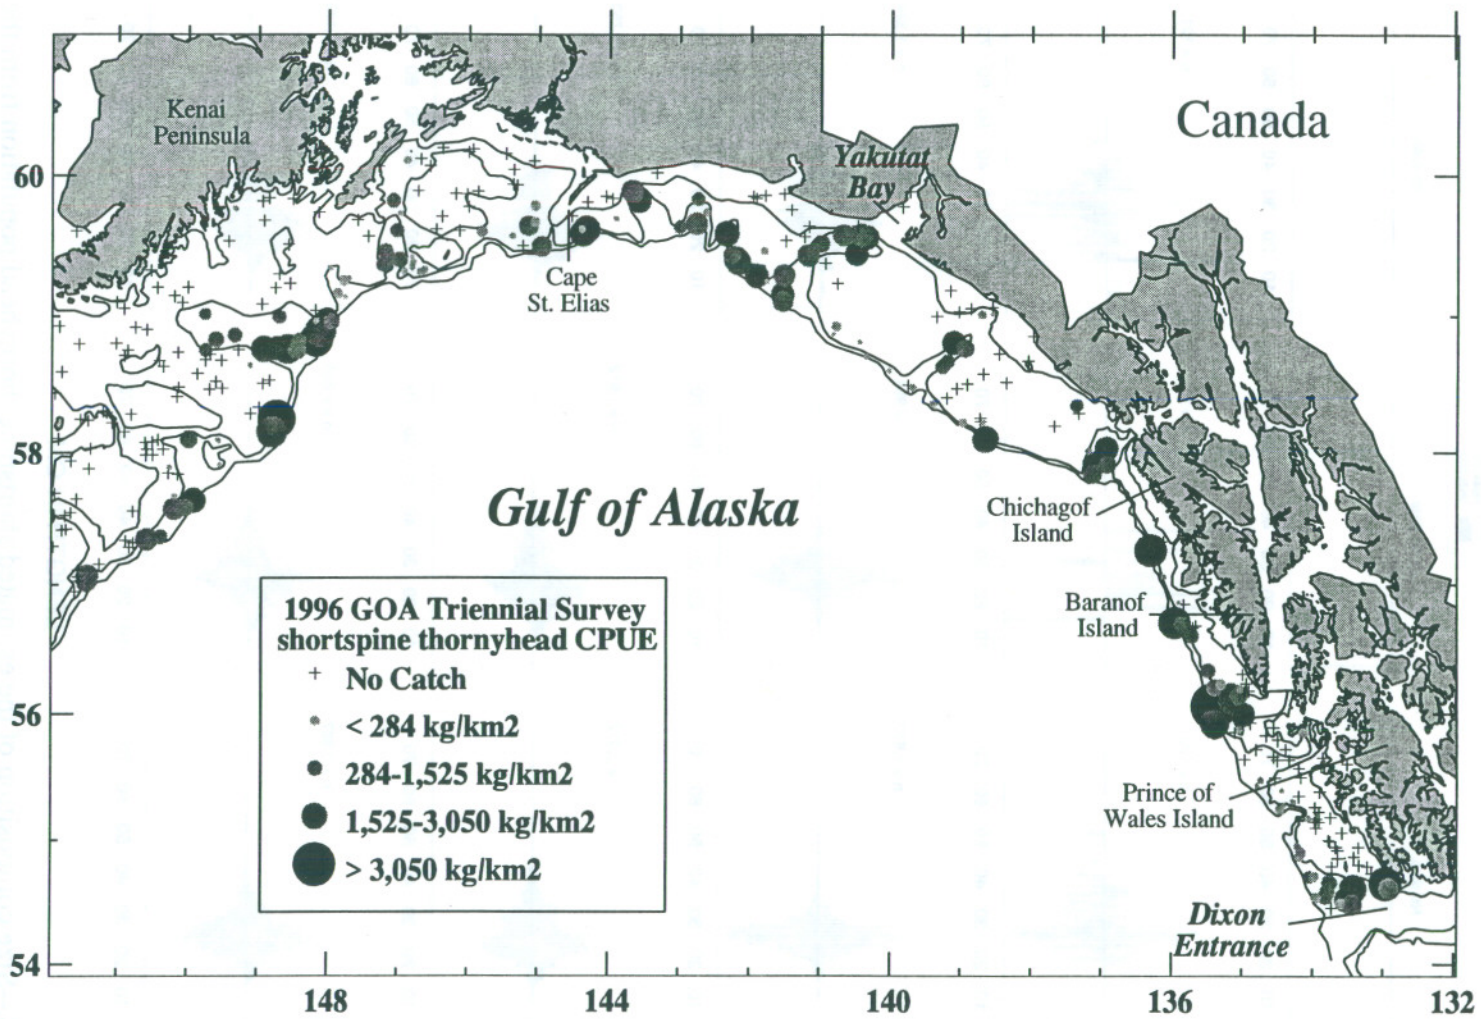 Canada
Kenai
Peninsula
60
Yakutat
Bay
Cape
St. Elias
58
Gulf of Alaska
Chichagof
Island
1996 GOA Triennial Survey
shortspine thornyhead CPUE
No Catch
< 284 kg/km2
284-1,525 kg/km2
1,525-3,050 kg/km2
> 3,050 kg/km2
Baranof
Island
56
Prince of
Wales Island
Dixon
Entrance
54
148
144
140
136
132